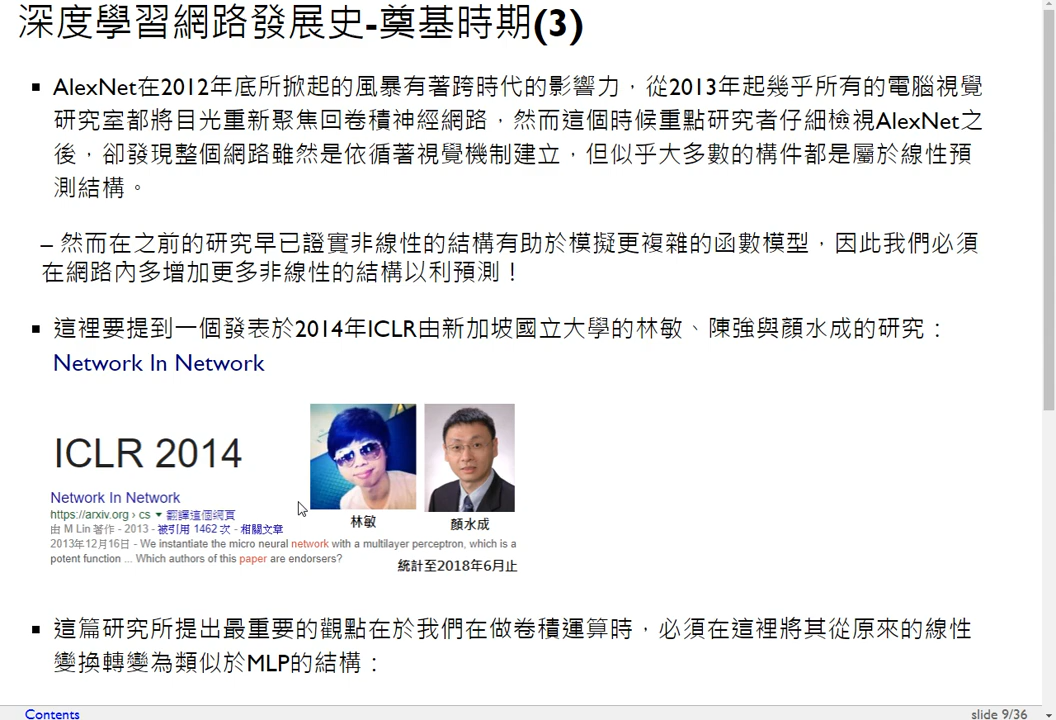 深度學習網路發展史-奠基時期(3)
▪ AlexNet在2012年底所掀起的風暴有著跨時代的影響力，從2013年起幾乎所有的電腦視覺
研究室都將目光重新聚焦回卷積神經網路，然而這個時候重點研究者仔細檢視AlexNet之
後，卻發現整個網路雖然是依循著視覺機制建立，但似乎大多數的構件都是屬於線性預
測結構。
– 然而在之前的研究早已證實非線性的結構有助於模擬更複雜的函數模型，因此我們必須
在網路內多增加更多非線性的結構以利預測！
▪ 這裡要提到一個發表於2014年ICLR由新加坡國立大學的林敏、陳強與顏水成的研究：
Network In Network
ICLR 2014
Network In Network
https://arxiv.org › cs ▼ 翻譯這個網頁
由 M Lin 著作 - 2013 - 被引用 1462 次 - 相關文章
2013年12月16日 - We instantiate the micro neural network with a multilayer perceptron, which is a
potent function ... Which authors of this paper are endorsers?
林敏
顏水成
統計至2018年6月止
▪ 這篇研究所提出最重要的觀點在於我們在做卷積運算時，必須在這裡將其從原來的線性
變換轉變為類似於MLP的結構：
Contents
slide 9/36